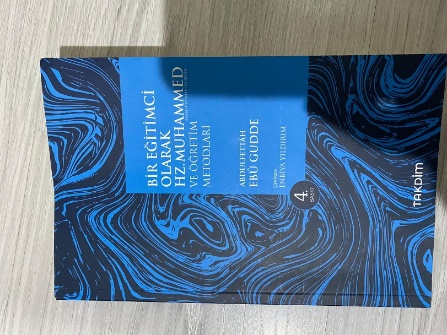 BİR EĞİTİMCİ
OLARAK
HZ. MUHAMMED
VE ÖĞRETİM
METODLARI
ABDULFETTAH
EBÛ GUDDE
ÇEVİREN
ENBİYA YILDIRIM
4.
BASKI
TAKDİM